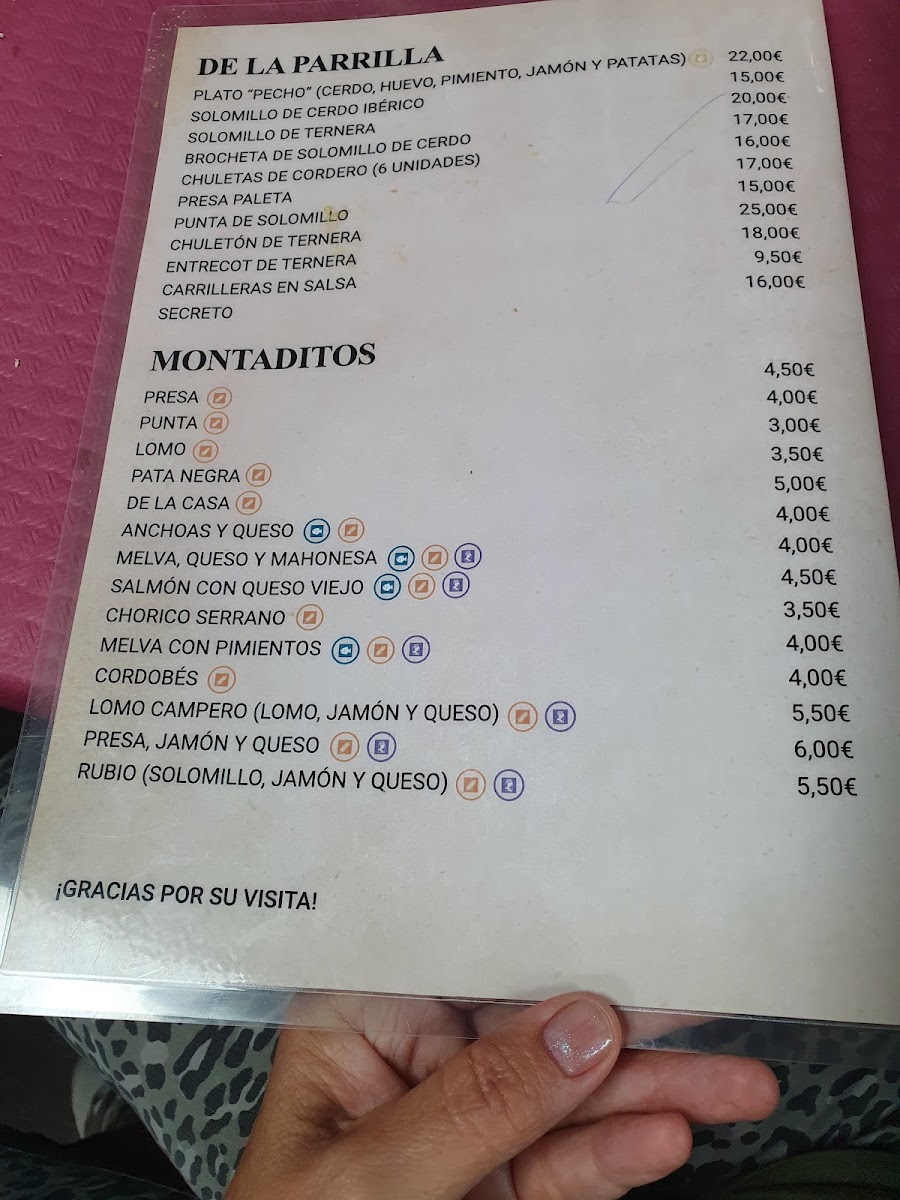 DE LA PARRILLA
PLATO “PECHO” (CERDO, HUEVO, PIMIENTO, JAMÓN Y PATATAS) 22,00€
SOLOMILLO DE CERDO IBÉRICO 15,00€
SOLOMILLO DE TERNERA 20,00€
BROCHETA DE SOLOMILLO DE CERDO 17,00€
CHULETAS DE CORDERO (6 UNIDADES) 16,00€
PRESA PALETA 17,00€
PUNTA DE SOLOMILLO 15,00€
CHULETÓN DE TERNERA 25,00€
ENTRECOT DE TERNERA 18,00€
CARRILLERAS EN SALSA 9,50€
SECRETO 16,00€
MONTADITOS
PRESA 4,50€
PUNTA 4,00€
LOMO 3,00€
PATA NEGRA 3,50€
DE LA CASA 5,00€
ANCHOAS Y QUESO 4,00€
MELVA, QUESO Y MAHONESA 4,00€
SALMÓN CON QUESO VIEJO 4,50€
CHORICO SERRANO 3,50€
MELVA CON PIMIENTOS 4,00€
CORDOBÉS 4,00€
LOMO CAMPERO (LOMO, JAMÓN Y QUESO) 5,50€
PRESA, JAMÓN Y QUESO 6,00€
RUBIO (SOLOMILLO, JAMÓN Y QUESO) 5,50€
¡GRACIAS POR SU VISITA!